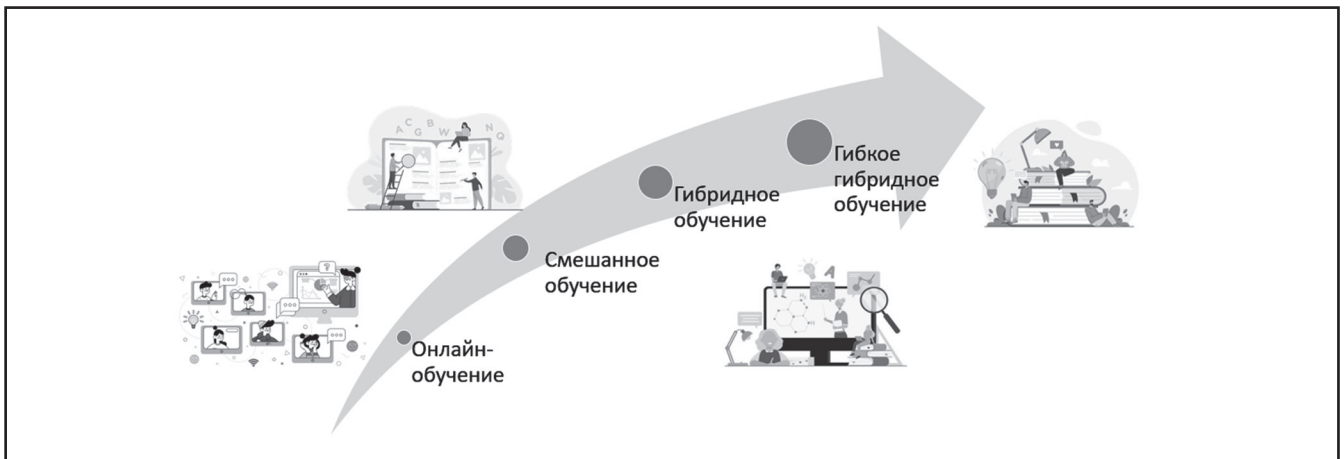 A C G B W N Q
Гибкое
гибридное
обучение
Гибридное
обучение
Смешанное
обучение
A
Онлайн-
обучение